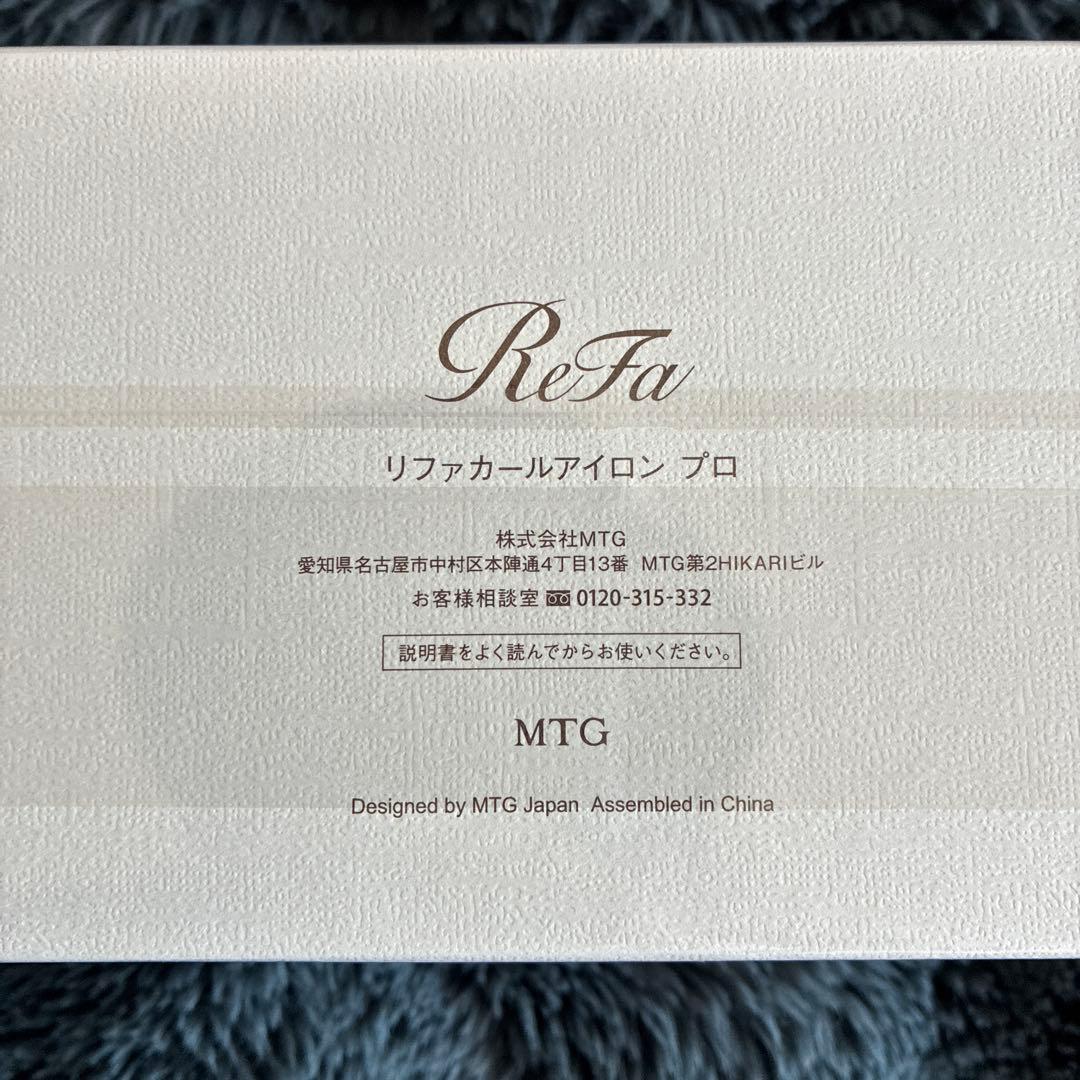 ReFa
リファカールアイロン プロ
株式会社MTG
愛知県名古屋市中村区本陣通4丁目13番 MTG第2HIKARIビル
お客様相談室 0120-315-332
説明書をよく読んでからお使いください。
MTG
Designed by MTG Japan Assembled in China